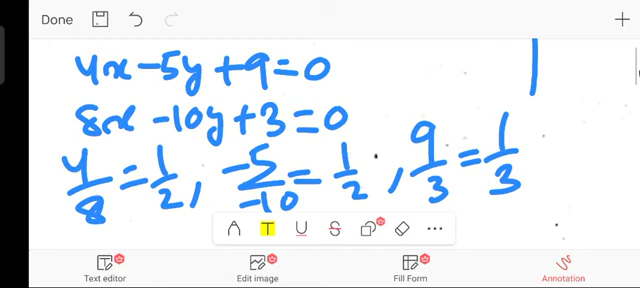 Done
4x - 5y + 9 = 0
8x - 10y + 3 = 0
4/8 = 1/2, -5/-10 = 1/2, 9/3 = 1/3
A T U S
Text editor Edit image Fill Form Annotation